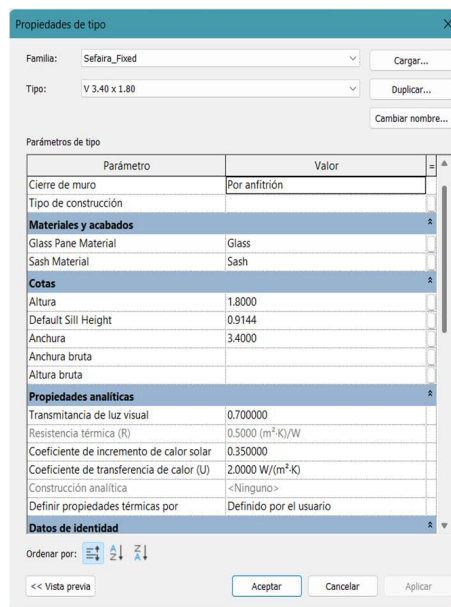 Propiedades de tipo
Familia: Sefaira_Fixed Cargar...
Tipo: V 3.40 x 1.80 Duplicar...
Cambiar nombre...
Parámetros de tipo
Parámetro Valor =
Cierre de muro Por anfitrión
Tipo de construcción
Materiales y acabados
Glass Pane Material Glass
Sash Material Sash
Cotas
Altura 1.8000
Default Sill Height 0.9144
Anchura 3.4000
Anchura bruta
Altura bruta
Propiedades analíticas
Transmitancia de luz visual 0.700000
Resistencia térmica (R) 0.5000 (m²·K)/W
Coeficiente de incremento de calor solar 0.350000
Coeficiente de transferencia de calor (U) 2.0000 W/(m²·K)
Construcción analítica <Ninguno>
Definir propiedades térmicas por Definido por el usuario
Datos de identidad
Ordenar por:
<< Vista previa Aceptar Cancelar Aplicar